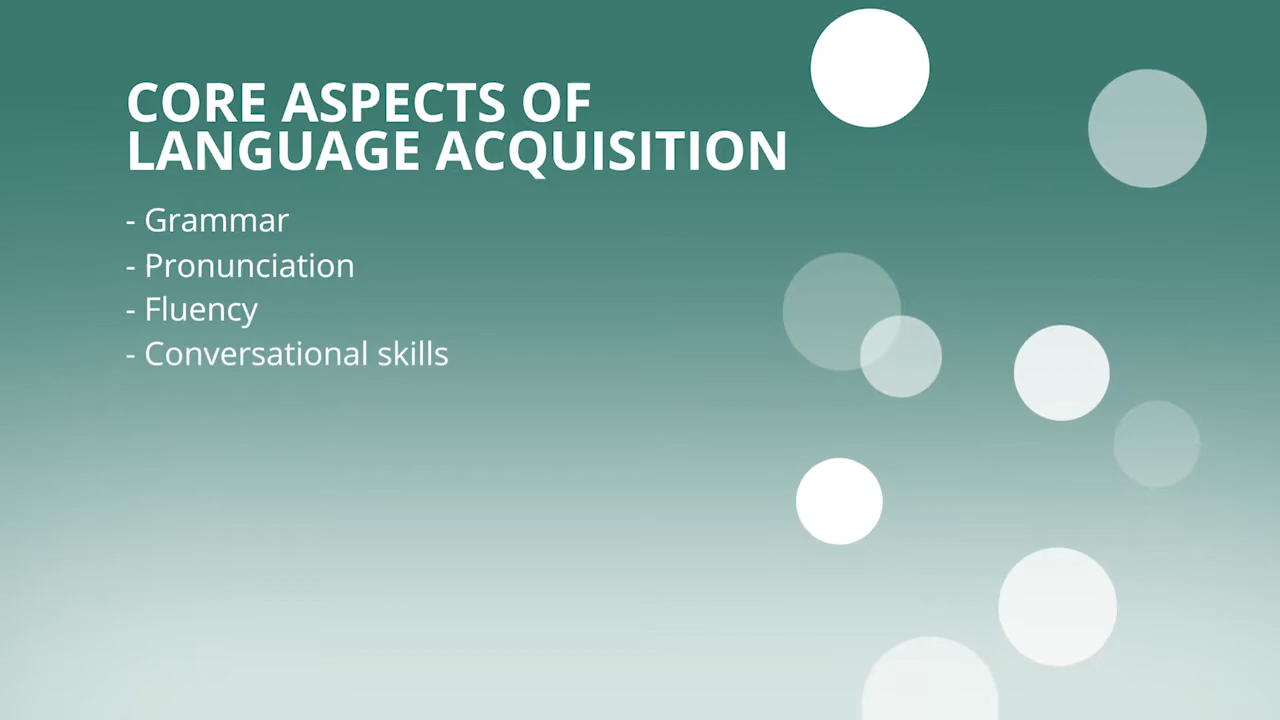 CORE ASPECTS OF
LANGUAGE ACQUISITION
- Grammar
- Pronunciation
- Fluency
- Conversational skills